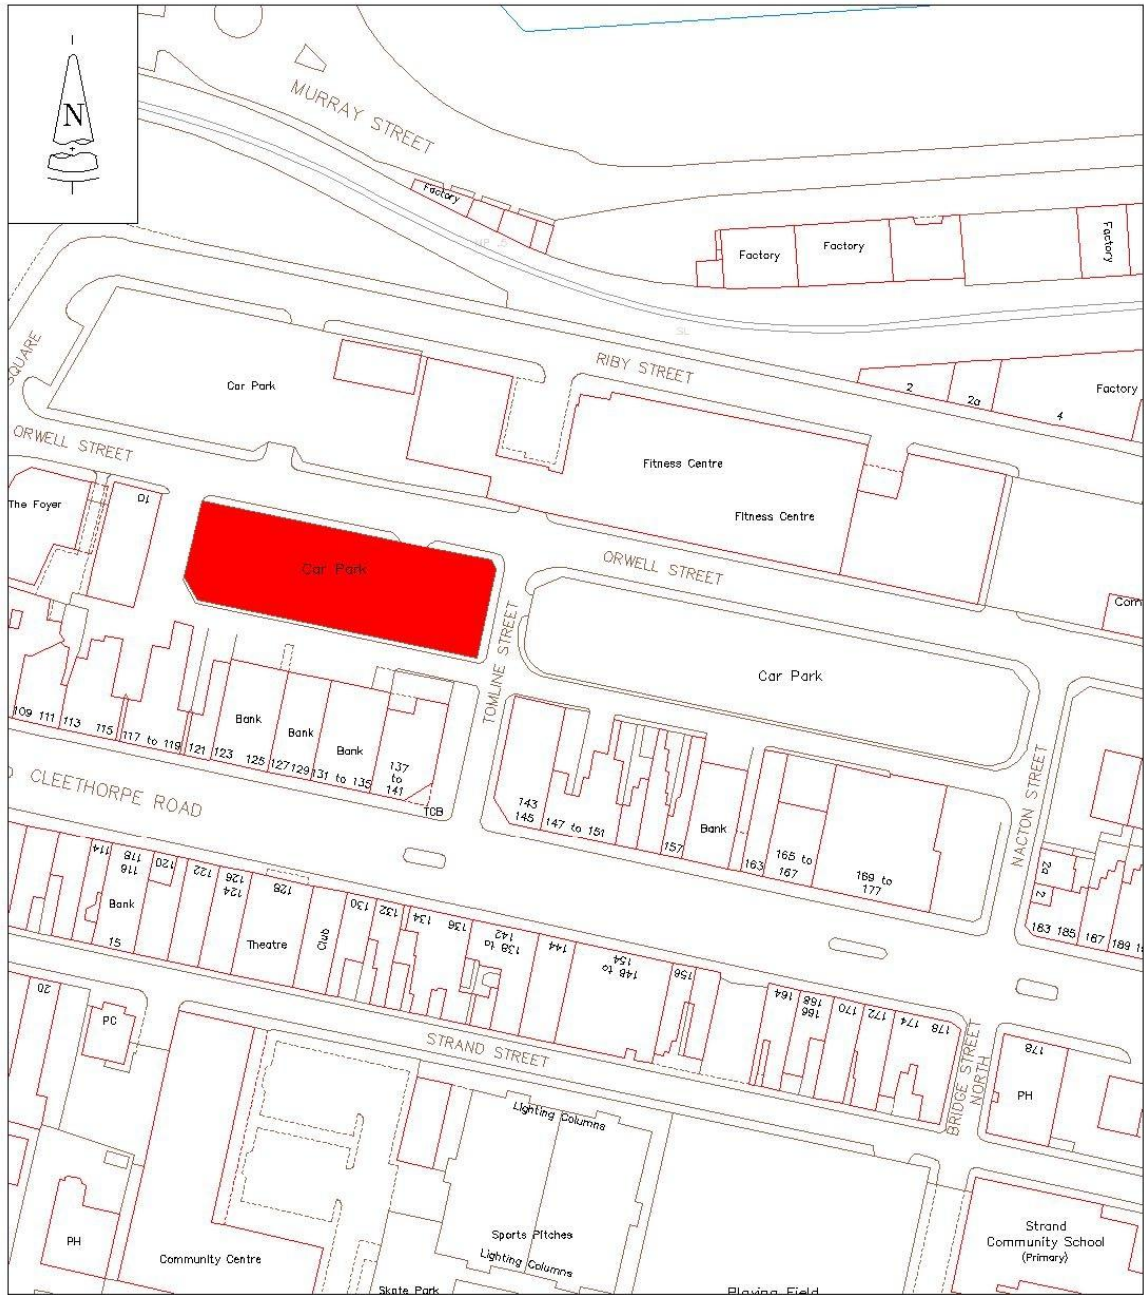 N
MURRAY STREET
Factory
MP .5
Factory
Factory
Factory
SL
SQUARE
RIBY STREET
Car Park
2
2a
4
Factory
ORWELL STREET
Fitness Centre
The Foyer
10
Fitness Centre
Car Park
ORWELL STREET
TOMLINE STREET
Car Park
109 111
113
115
117 to 119
121
123
125
Bank
127
129
Bank
131 to 135
Bank
137
to
141
TCB
143
145
147 to 151
157
Bank
163
165 to
167
169 to
177
NACTON STREET
2a
2
183 185
187
189
CLEETHORPE ROAD
114
118
116
Bank
15
120
122
126
124
128
Theatre
Club
130
132
134
136
142
138 to
144
154
148 to
158
164
168
166
170
172
174
178
BRIDGE STREET
NORTH
178
PH
20
PC
STRAND STREET
Lighting Columns
Sports Pitches
Lighting Columns
Community Centre
PH
Skate Park
Playing Field
Strand
Community School
(Primary)